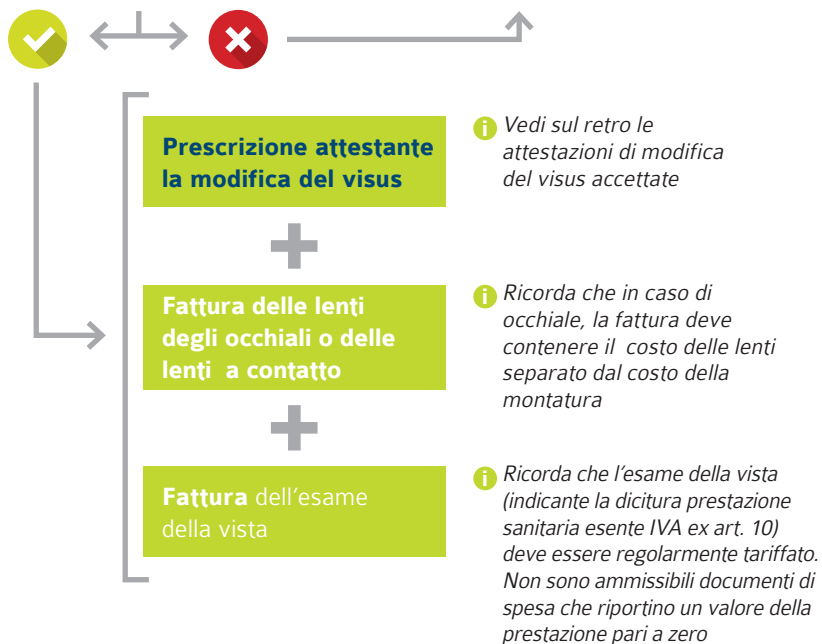 Prescrizione attestante
la modifica del visus
i Vedi sul retro le
attestazioni di modifica
del visus accettate
Fattura delle lenti
degli occhiali o delle
lenti a contatto
i Ricorda che in caso di
occhiale, la fattura deve
contenere il costo delle lenti
separato dal costo della
montatura
Fattura dell'esame
della vista
i Ricorda che l'esame della vista
(indicante la dicitura prestazione
sanitaria esente IVA ex art. 10)
deve essere regolarmente tariffato.
Non sono ammissibili documenti di
spesa che riportino un valore della
prestazione pari a zero